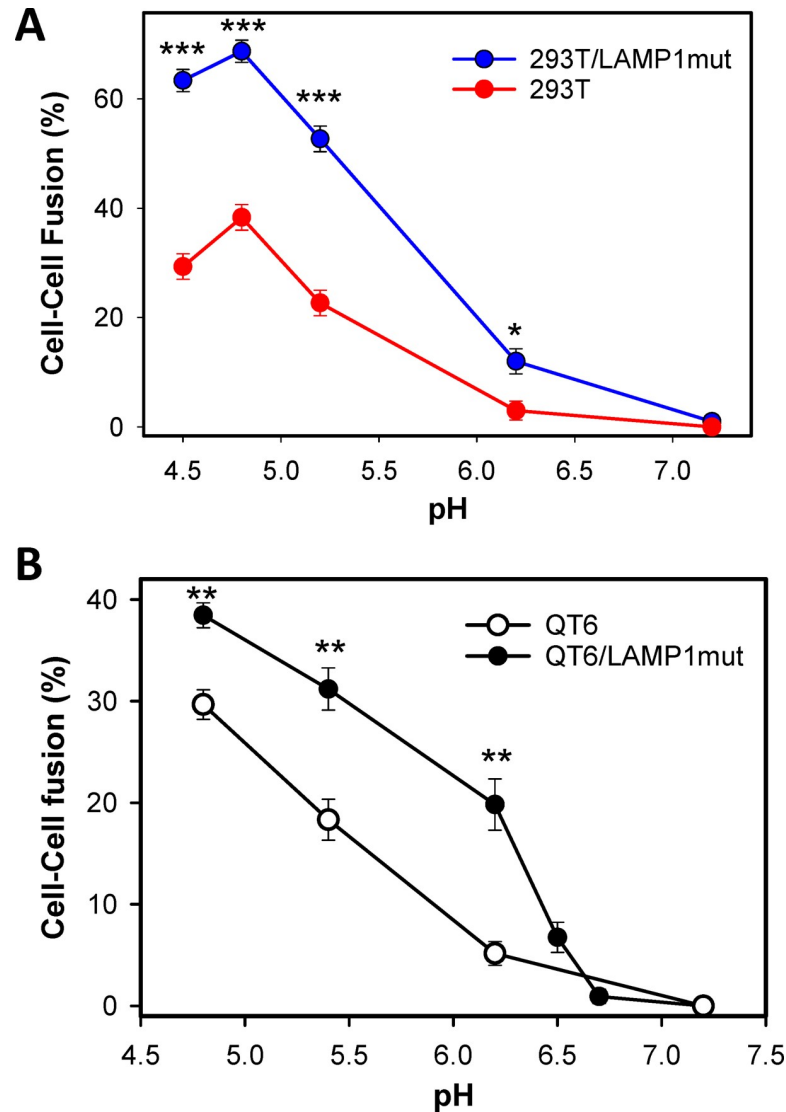 A
***
***
***
*
293T/LAMP1mut
293T
Cell-Cell Fusion (%)
60
40
20
0
4.5 5.0 5.5 6.0 6.5 7.0
pH
B
**
**
**
QT6
QT6/LAMP1mut
Cell-Cell fusion (%)
40
30
20
10
0
4.5 5.0 5.5 6.0 6.5 7.0 7.5
pH